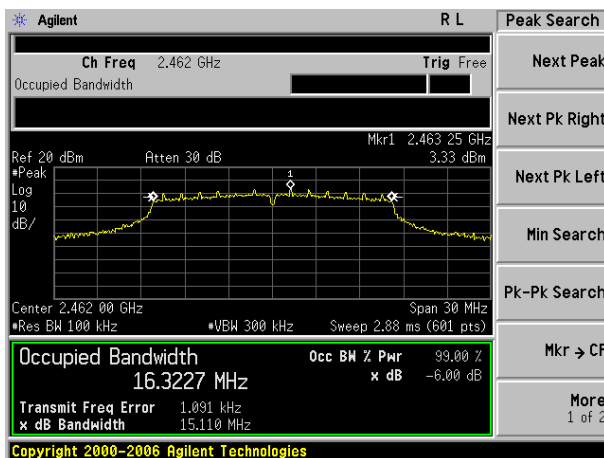 Agilent R L Peak Search
Ch Freq 2.462 GHz Trig Free
Occupied Bandwidth
Next Peak
Next Pk Right
Next Pk Left
Min Search
Pk-Pk Search
Mkr → CF
More
1 of 2
Mkr1 2.463 25 GHz
Ref 20 dBm Atten 30 dB 3.33 dBm
#Peak
Log
10
dB/
1
Center 2.462 00 GHz Span 30 MHz
#Res BW 100 kHz #VBW 300 kHz Sweep 2.88 ms (601 pts)
Occupied Bandwidth Occ BW % Pwr 99.00 %
16.3227 MHz x dB -6.00 dB
Transmit Freq Error 1.091 kHz
x dB Bandwidth 15.110 MHz
Copyright 2000-2006 Agilent Technologies